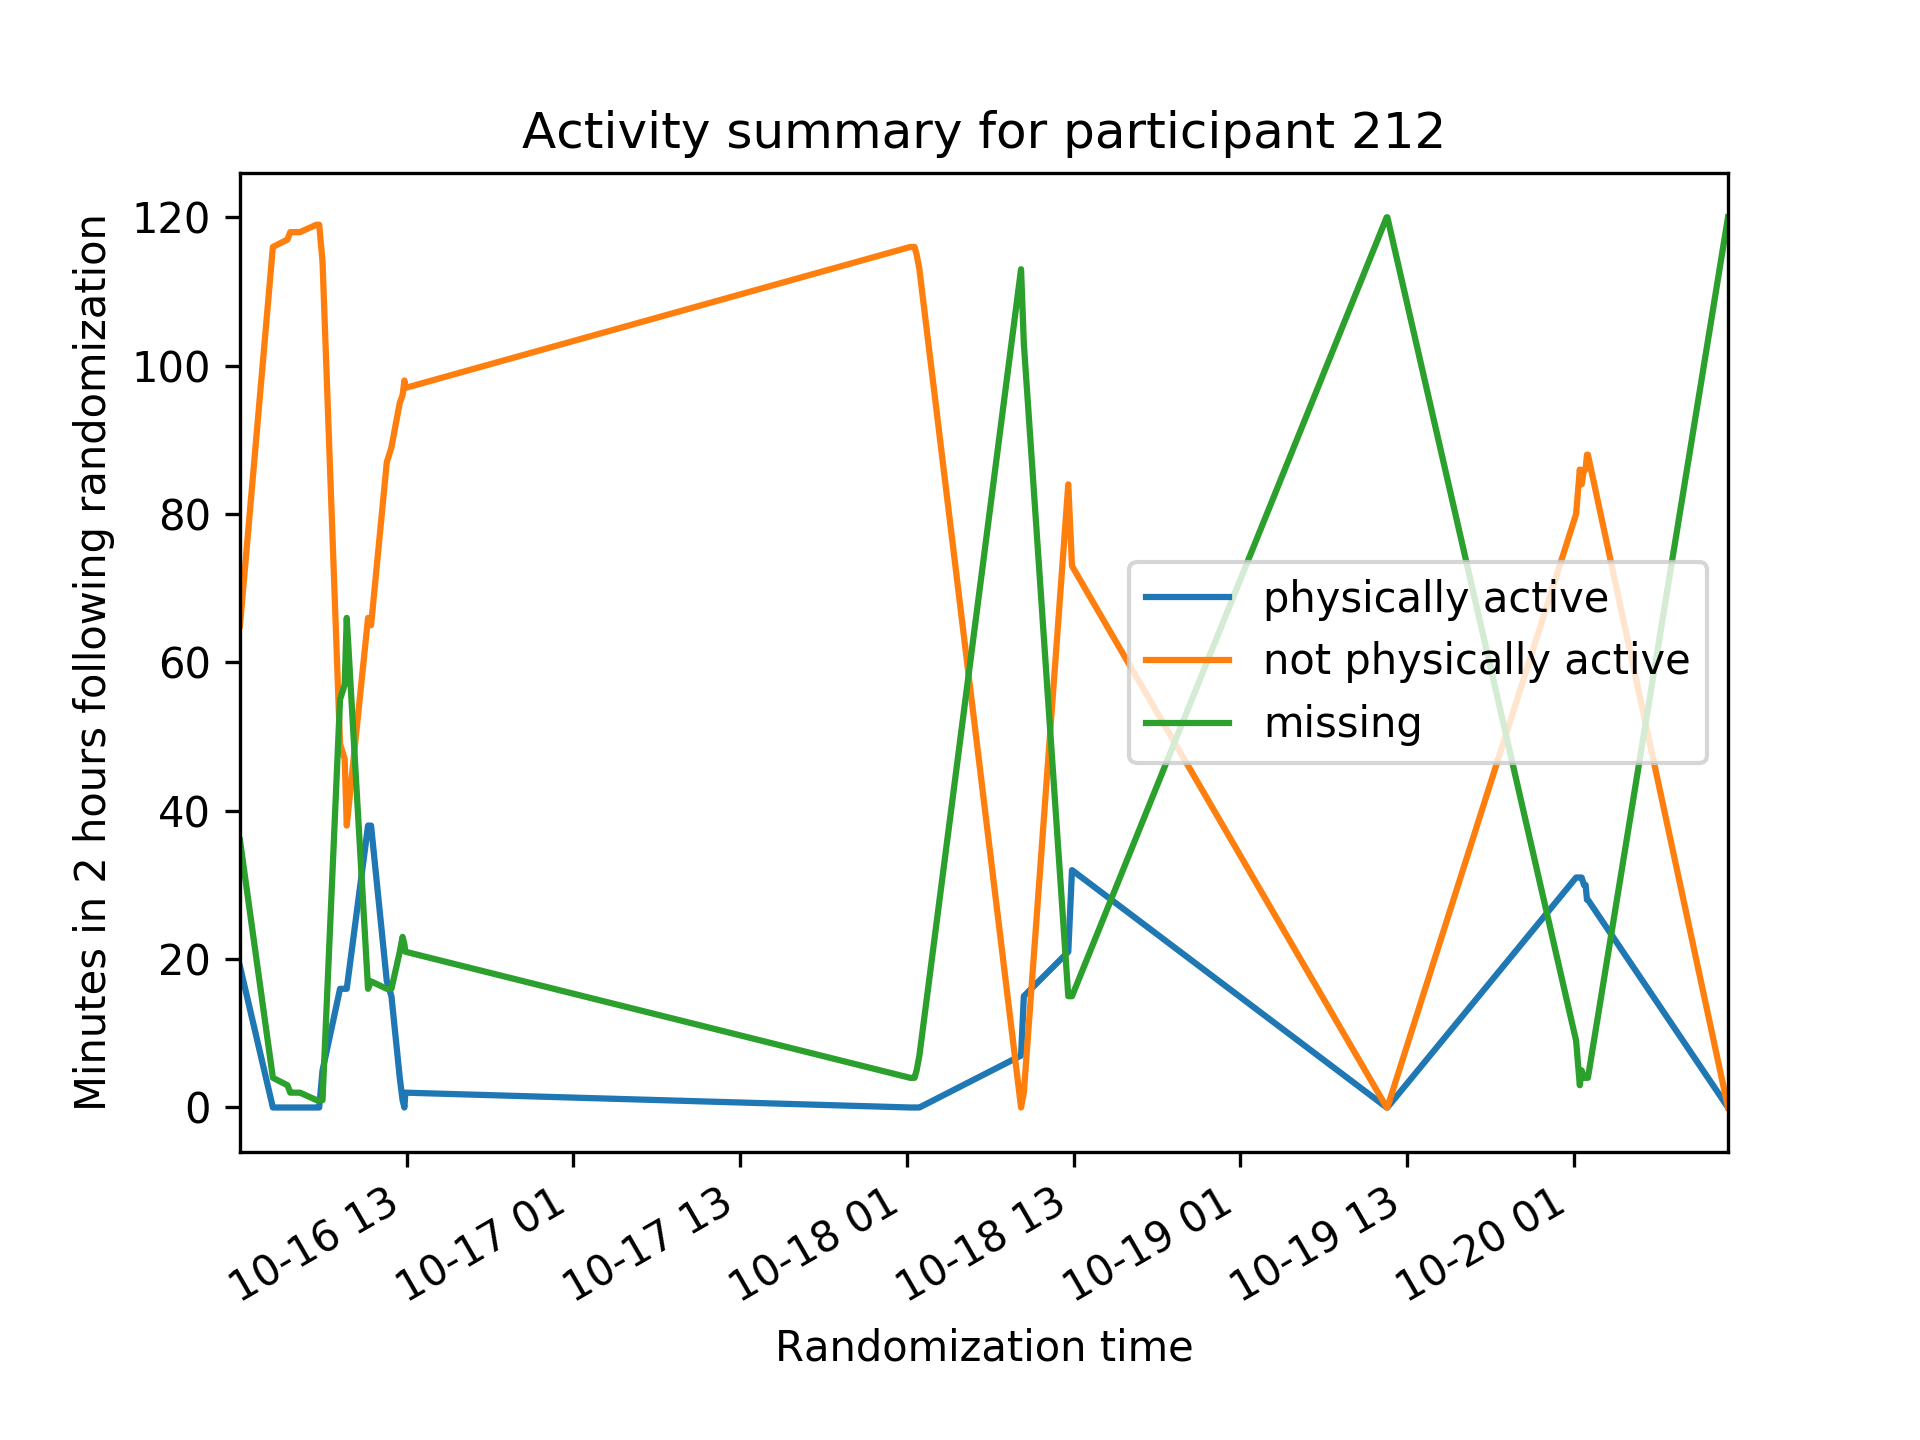 Activity summary for participant 212
Minutes in 2 hours following randomization
120
100
80
60
40
20
0
physically active
not physically active
missing
10-16 13
10-17 01
10-17 13
10-18 01
10-18 13
10-19 01
10-19 13
10-20 01
Randomization time